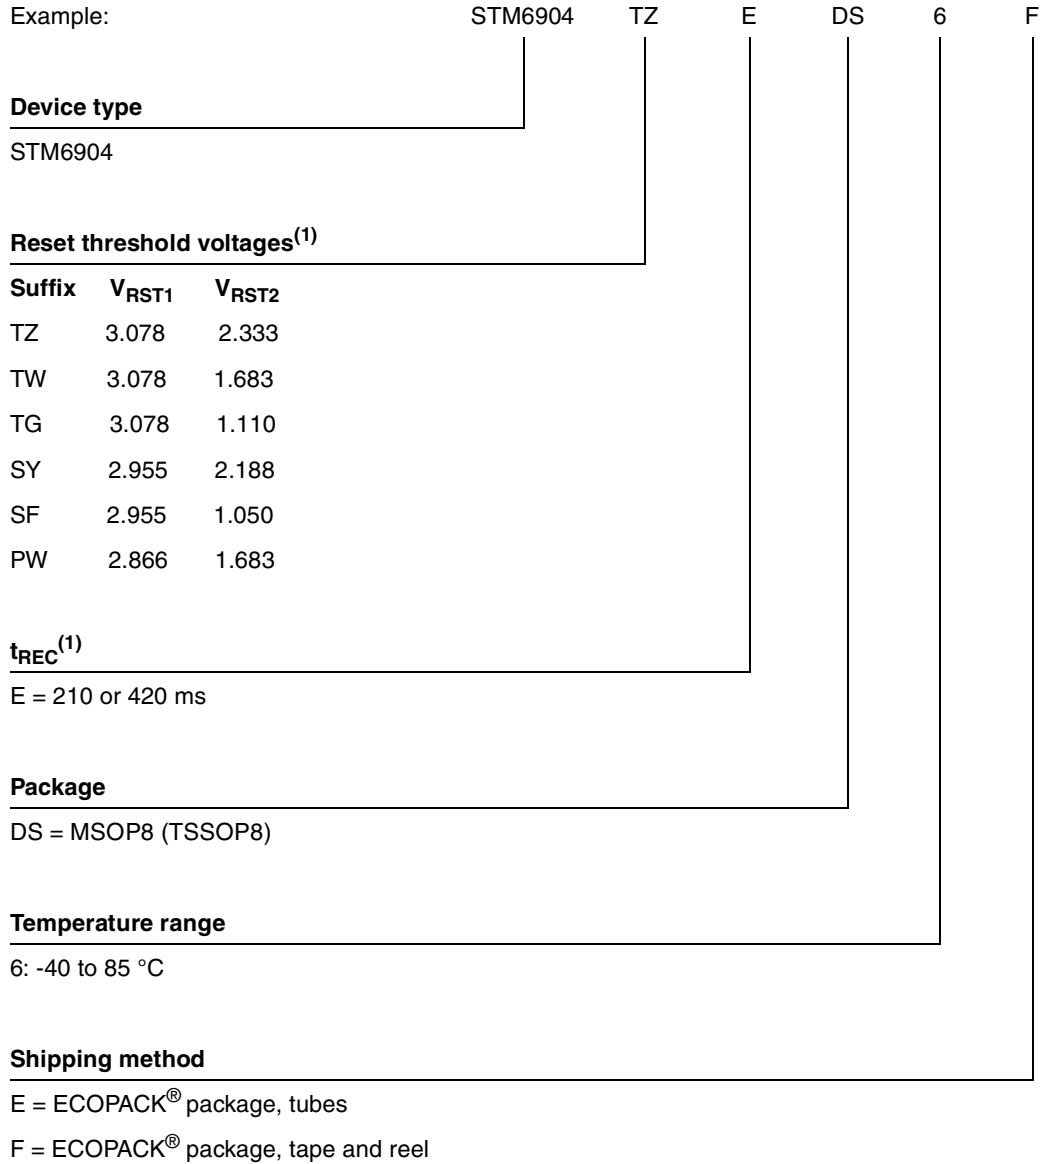 Example: STM6904 TZ E DS 6 F
Device type
STM6904
Reset threshold voltages(1)
Suffix VRST1 VRST2
TZ 3.078 2.333
TW 3.078 1.683
TG 3.078 1.110
SY 2.955 2.188
SF 2.955 1.050
PW 2.866 1.683
tREC(1)
E = 210 or 420 ms
Package
DS = MSOP8 (TSSOP8)
Temperature range
6: -40 to 85 °C
Shipping method
E = ECOPACK® package, tubes
F = ECOPACK® package, tape and reel